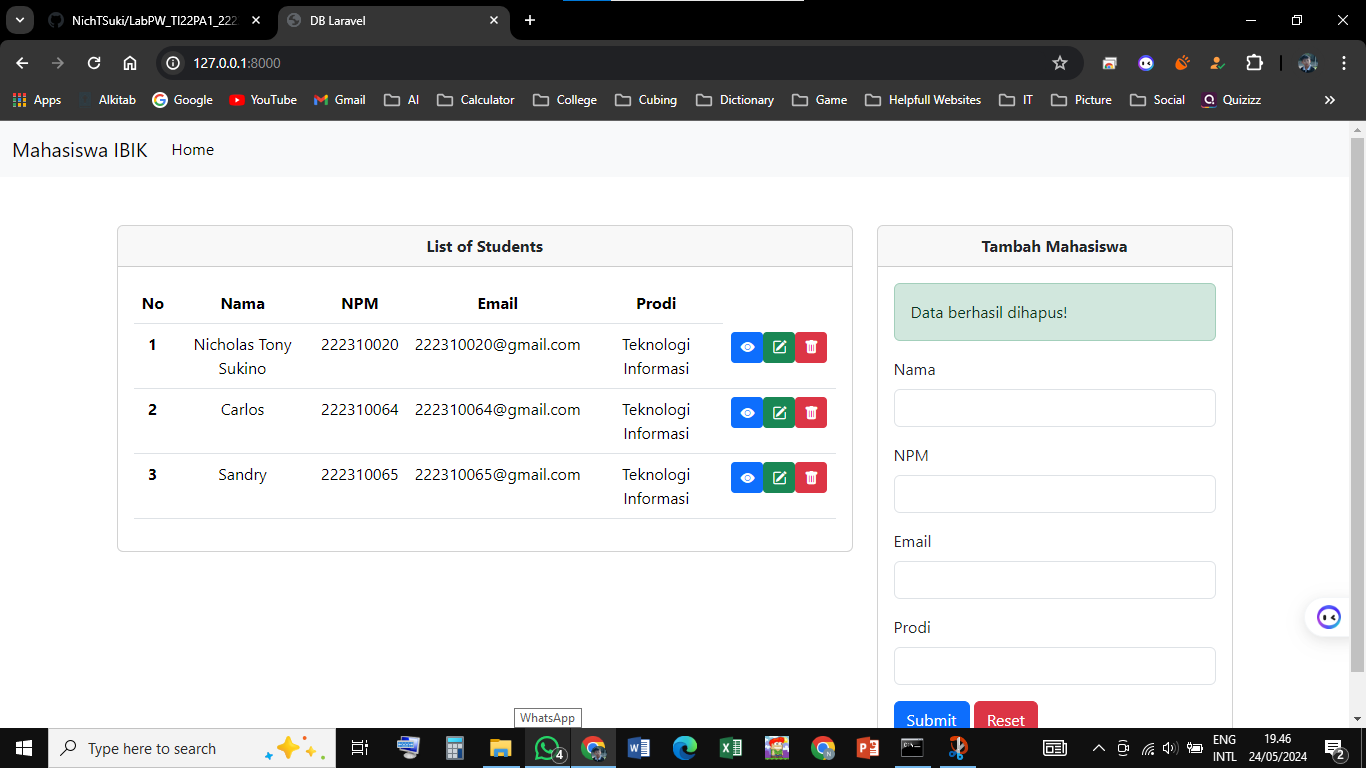 NichTSuki/LabPW_TI22PA1_222
DB Laravel
127.0.0.1:8000
Apps
Alkitab
Google
YouTube
Gmail
AI
Calculator
College
Cubing
Dictionary
Game
Helpfull Websites
IT
Picture
Social
Quizizz
Mahasiswa IBIK
Home
List of Students
No Nama NPM Email Prodi
1 Nicholas Tony 222310020 222310020@gmail.com Teknologi
Sukino Informasi
2 Carlos 222310064 222310064@gmail.com Teknologi
Informasi
3 Sandry 222310065 222310065@gmail.com Teknologi
Informasi
Tambah Mahasiswa
Data berhasil dihapus!
Nama
NPM
Email
Prodi
Submit Reset
WhatsApp
Type here to search
4
ENG
INTL
19.46
24/05/2024
2